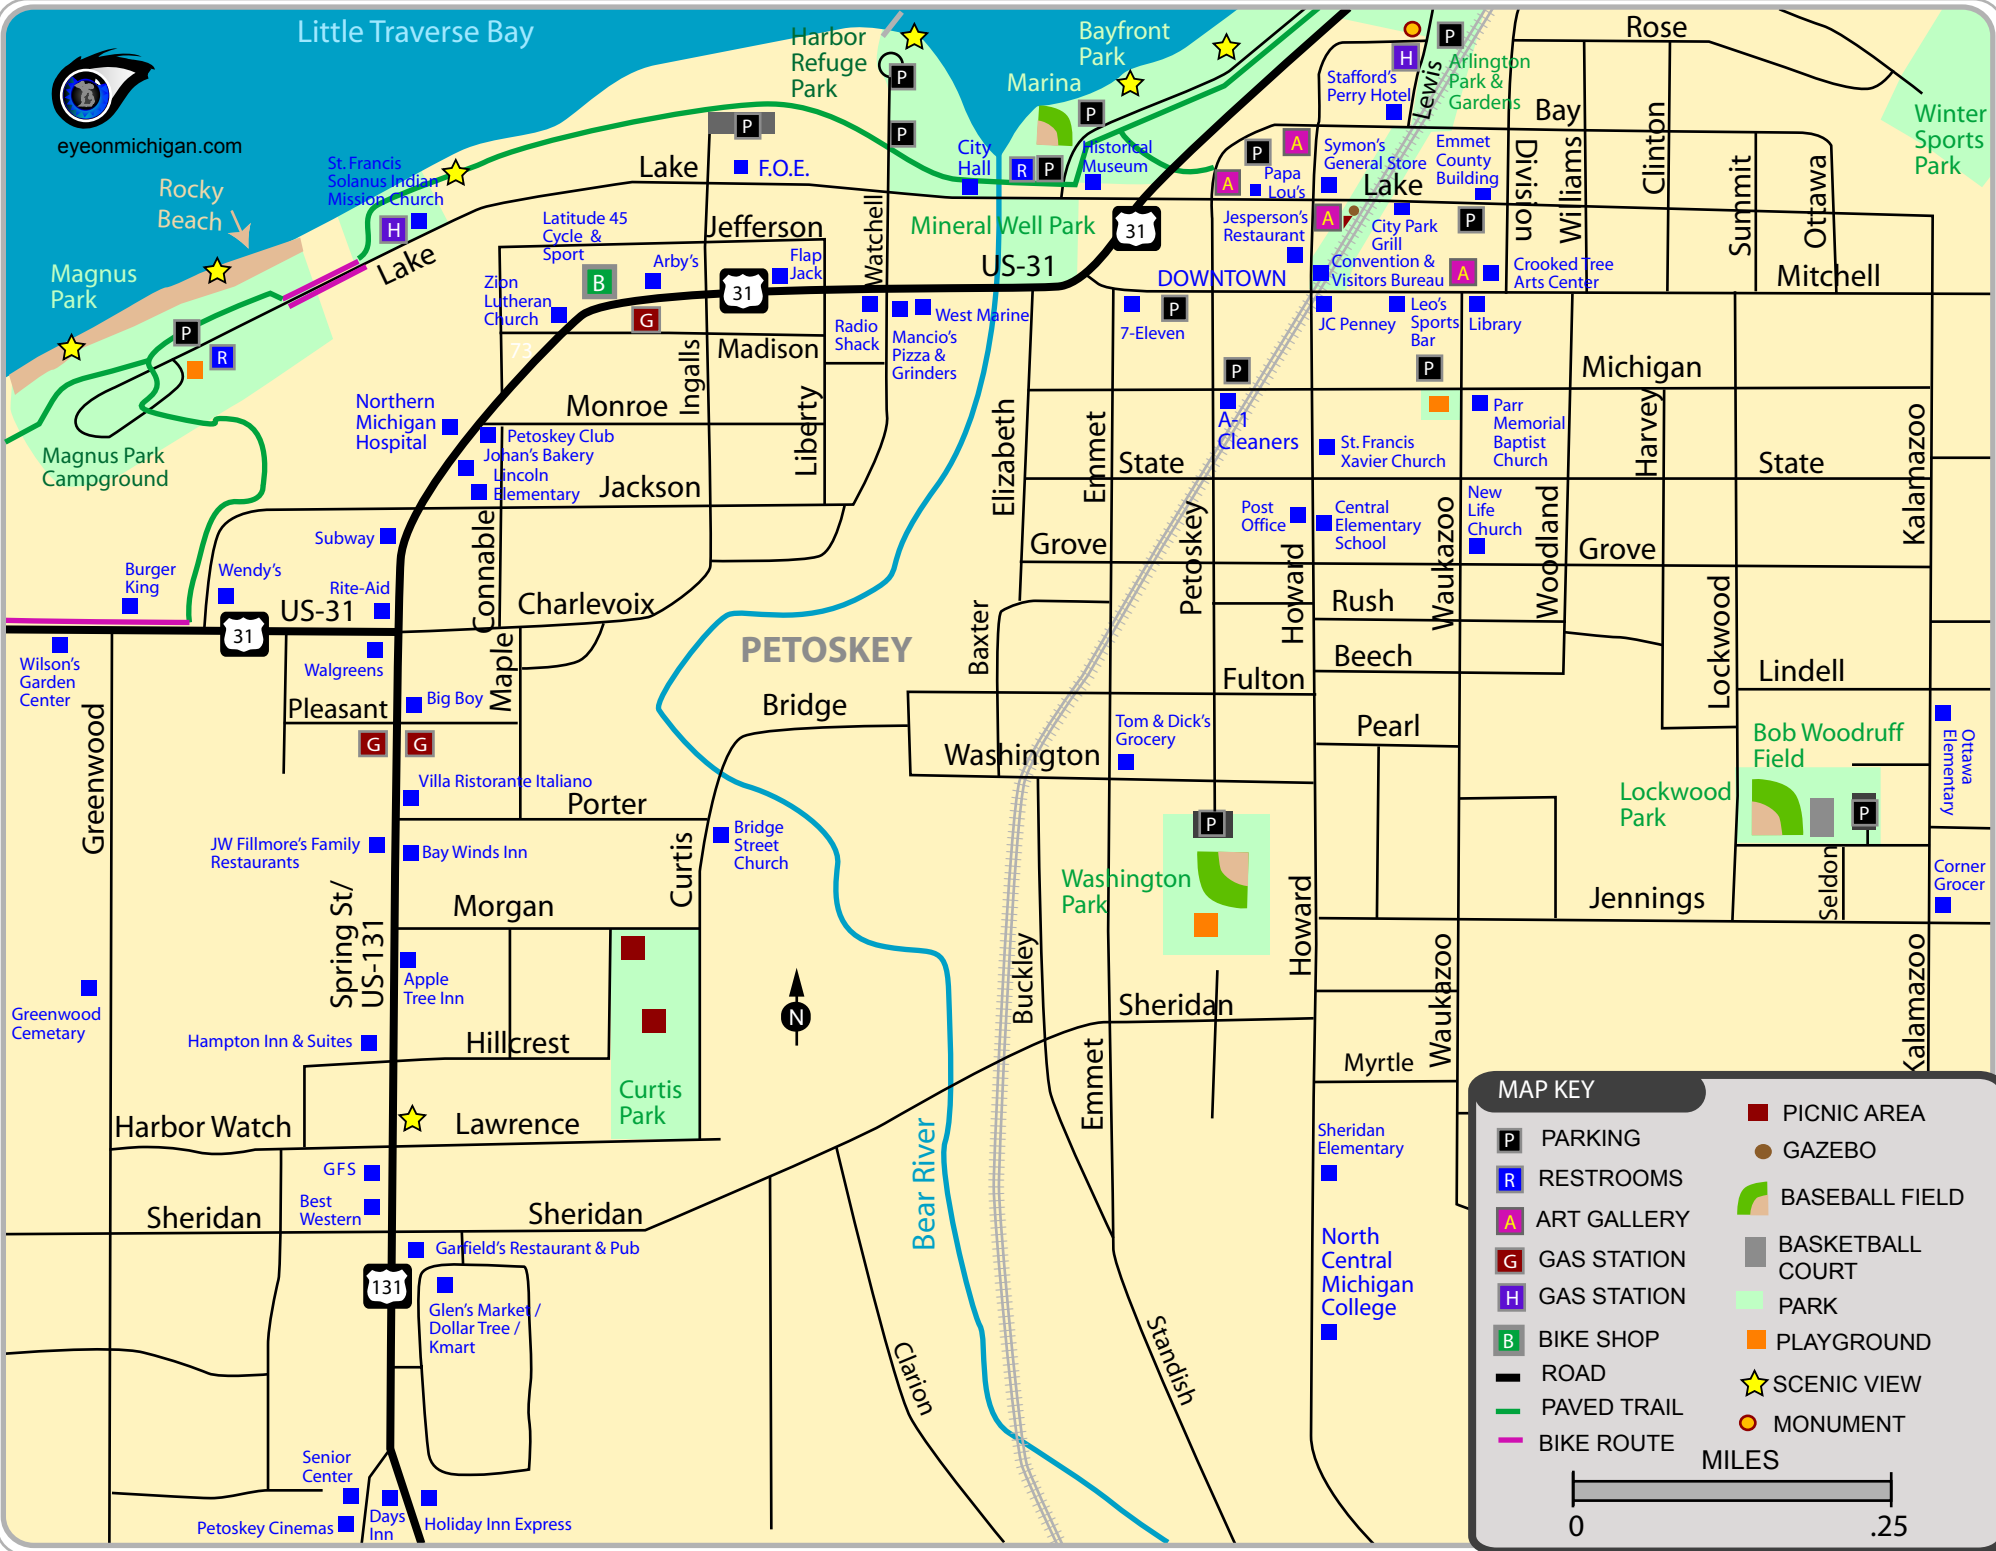 Little Traverse Bay
eyeonmichigan.com
Harbor
Refuge
Park
Bayfront
Park
Marina
Rose
Lewis
Arlington
Park &
Gardens
Stafford's
Perry Hotel
Bay
Winter
Sports
Park
Rocky
Beach
St. Francis
Solanus Indian
Mission Church
Lake
F.O.E.
City
Hall
Historical
Museum
Papa
Lou's
Symon's
General Store
Emmet
County
Building
Lake
Division
Williams
Clinton
Summit
Ottawa
Magnus
Park
Lake
Latitude 45
Cycle &
Sport
Jefferson
Watchell
Mineral Well Park
31
Jesperson's
Restaurant
City Park
Grill
Zion
Lutheran
Church
Arby's
31
Flap
Jack
US-31
DOWNTOWN
Convention &
Visitors Bureau
Crooked Tree
Arts Center
Mitchell
73
Ingalls
Madison
Radio
Shack
Mancio's
Pizza &
Grinders
West Marine
7-Eleven
JC Penney
Leo's
Sports
Bar
Library
Michigan
Magnus Park
Campground
Northern
Michigan
Hospital
Monroe
Petoskey Club
Johan's Bakery
Lincoln
Elementary
Liberty
Jackson
Elizabeth
Emmet
State
A-1
Cleaners
St. Francis
Xavier Church
Parr
Memorial
Baptist
Church
Harvey
State
Kalamazoo
Subway
Connable
Grove
Petoskey
Post
Office
Howard
Central
Elementary
School
Waukazoo
New
Life
Church
Woodland
Grove
Burger
King
Wendy's
Rite-Aid
US-31
31
Charlevoix
Rush
Lockwood
Wilson's
Garden
Center
Walgreens
Maple
PETOSKEY
Baxter
Beech
Fulton
Lindell
Greenwood
Pleasant
Big Boy
Bridge
Washington
Tom & Dick's
Grocery
Pearl
Bob Woodruff
Field
Ottawa
Elementary
Villa Ristorante Italiano
Porter
Lockwood
Park
JW Fillmore's Family
Restaurants
Bay Winds Inn
Curtis
Bridge
Street
Church
Washington
Park
Seldon
Corner
Grocer
Spring St/
US-131
Morgan
Jennings
Howard
Waukazoo
Kalamazoo
Greenwood
Cemetary
Apple
Tree Inn
Buckley
Sheridan
N
Hampton Inn & Suites
Hillcrest
Emmet
Myrtle
Curtis
Park
Harbor Watch
Lawrence
Bear River
Sheridan
Elementary
GFS
Best
Western
Sheridan
Sheridan
Garfield's Restaurant & Pub
131
Glen's Market /
Dollar Tree /
Kmart
North
Central
Michigan
College
Clarion
Standish
Senior
Center
Petoskey Cinemas
Days
Inn
Holiday Inn Express
MAP KEY
P PARKING
R RESTROOMS
A ART GALLERY
G GAS STATION
H GAS STATION
B BIKE SHOP
ROAD
PAVED TRAIL
BIKE ROUTE
PICNIC AREA
GAZEBO
BASEBALL FIELD
BASKETBALL
COURT
PARK
PLAYGROUND
SCENIC VIEW
MONUMENT
MILES
0 .25